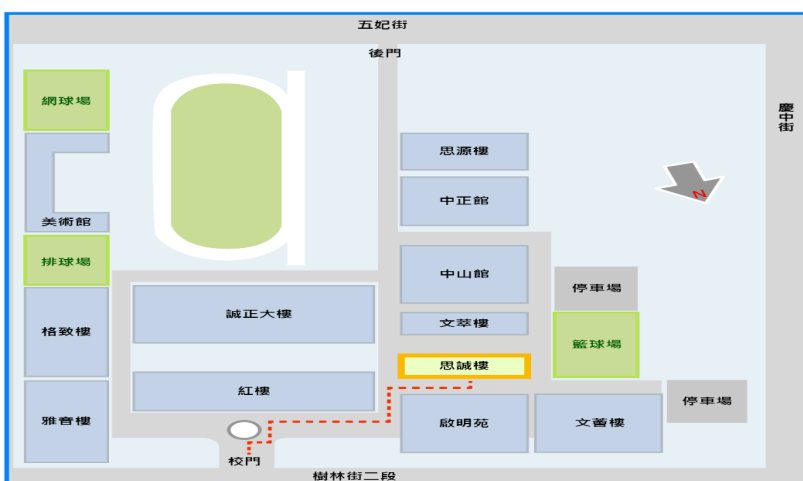 五妃街
後門
網球場
慶中街
思源樓
中正館
N
美術館
排球場
中山館
停車場
誠正大樓
文萃樓
格致樓
籃球場
思誠樓
紅樓
停車場
雅音樓
啟明苑
文薈樓
校門
樹林街二段